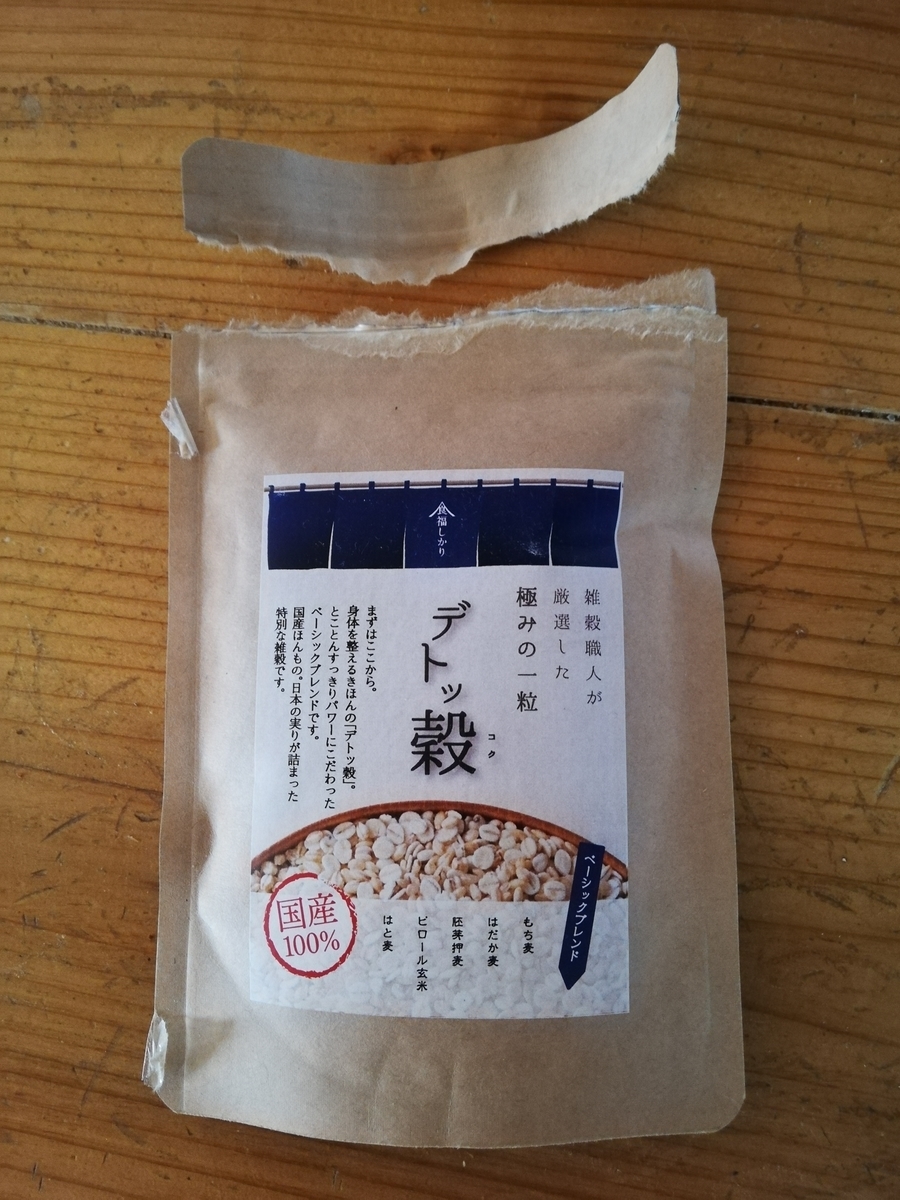 食福しかり
雑穀職人が
厳選した
極みの一粒
デトッ穀
コク
まずはここから。
身体を整えるきほんの「デトッ穀」。
とことんすっきりパワーにこだわった
ベーシックブレンドです。
国産ほんもの。日本の実りが詰まった
特別な雑穀です。
ベーシックブレンド
もち麦
はだか麦
胚芽押麦
ビロール玄米
はと麦
国産
100%